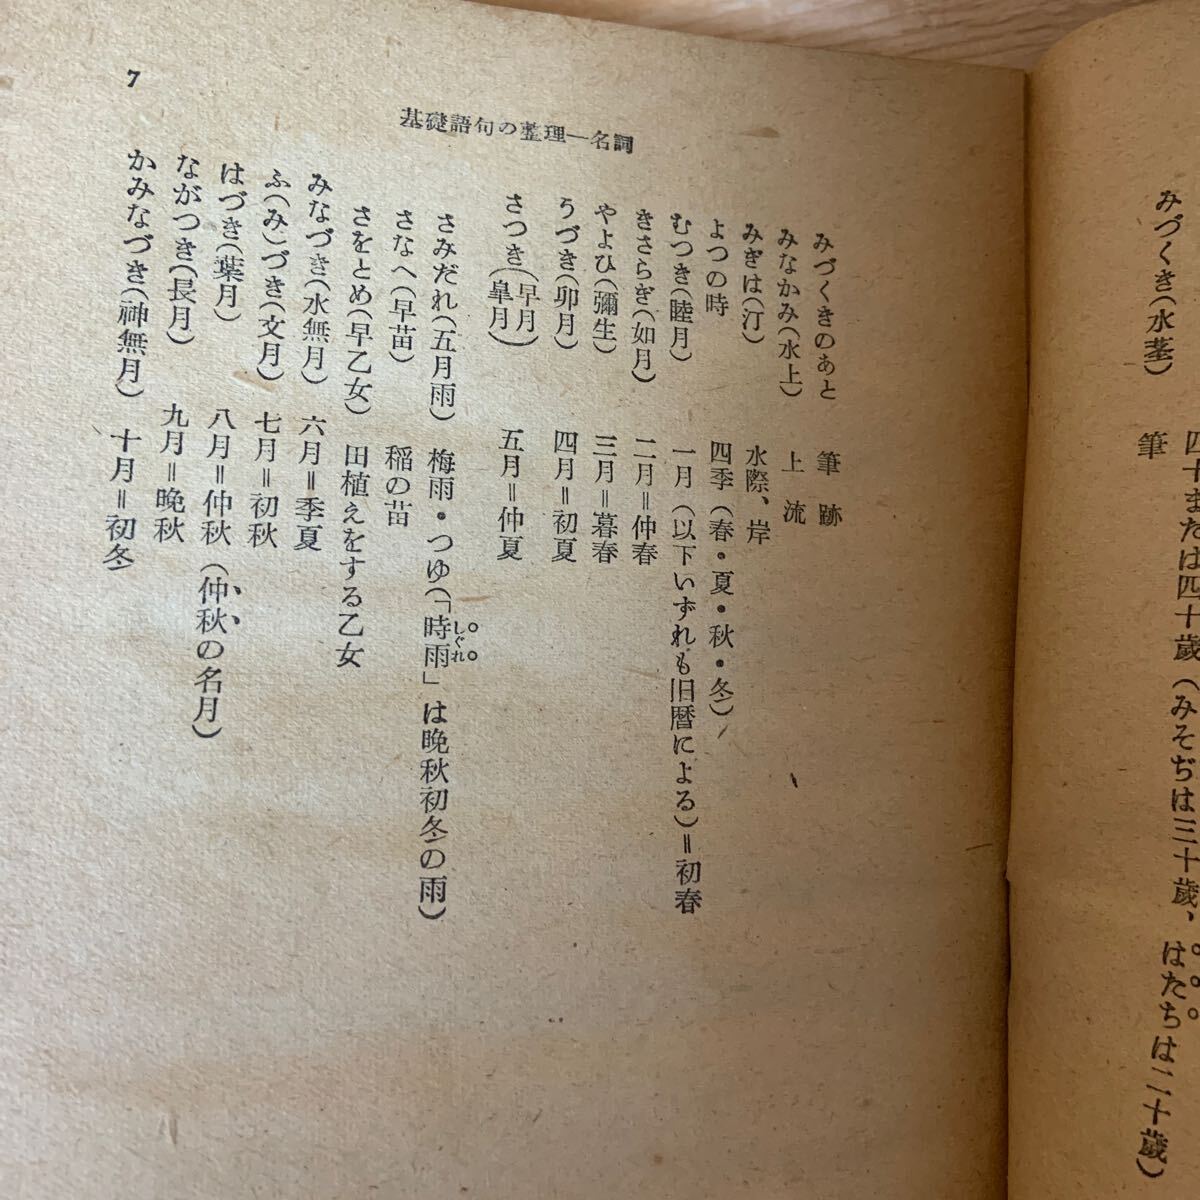 みづくき(水茎)
筆
四十または四十歳(みそぢは三十歳、はたちは二十歳)
7
基礎語句の整理―名詞
みづくきのあと　筆跡
みなかみ(水上)　上流
みぎは(汀)　水際、岸
よつの時　四季(春・夏・秋・冬)
むつき(睦月)　一月(以下いずれも旧暦による)=初春
きさらぎ(如月)　二月=仲春
やよひ(彌生)　三月=暮春
うづき(卯月)　四月=初夏
さつき(早月)(皐月)　五月=仲夏
さみだれ(五月雨)　梅雨・つゆ(「時雨しぐれ」は晩秋初冬の雨)
さなへ(早苗)　稲の苗
さをとめ(早乙女)　田植えをする乙女
みなづき(水無月)　六月=季夏
ふ(み)づき(文月)　七月=初秋
はづき(葉月)　八月=仲秋(仲秋の名月)
ながつき(長月)　九月=晩秋
かみなづき(神無月)　十月=初冬